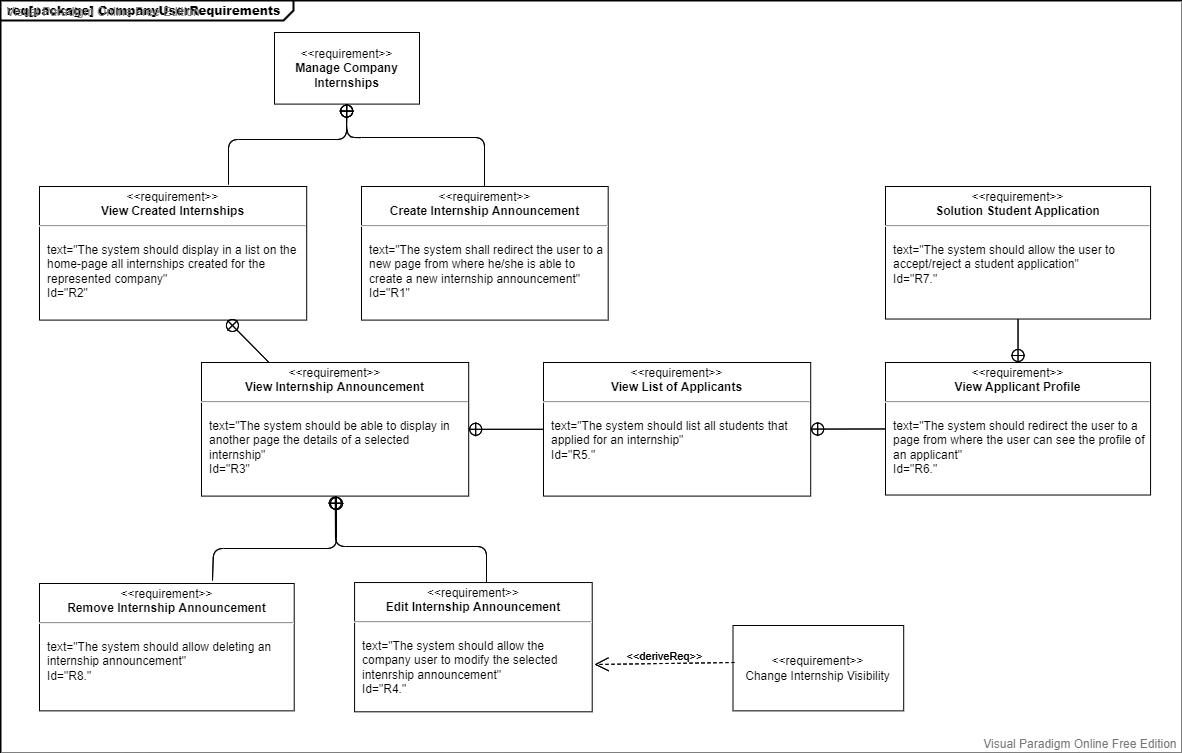 req[package] CompanyUserRequirements
Visual Paradigm Online Free Edition
<<requirement>>
Manage Company
Internships
<<requirement>>
View Created Internships
text="The system should display in a list on the
home-page all internships created for the
represented company"
Id="R2"
<<requirement>>
Create Internship Announcement
text="The system shall redirect the user to a
new page from where he/she is able to
create a new internship announcement"
Id="R1"
<<requirement>>
Solution Student Application
text="The system should allow the user to
accept/reject a student application"
Id="R7."
<<requirement>>
View Internship Announcement
text="The system should be able to display in
another page the details of a selected
internship"
Id="R3"
<<requirement>>
View List of Applicants
text="The system should list all students that
applied for an internship"
Id="R5."
<<requirement>>
View Applicant Profile
text="The system should redirect the user to a
page from where the user can see the profile of
an applicant"
Id="R6."
<<requirement>>
Remove Internship Announcement
text="The system should allow deleting an
internship announcement"
Id="R8."
<<requirement>>
Edit Internship Announcement
text="The system should allow the
company user to modify the selected
intenrship announcement"
Id="R4."
<<deriveReq>>
<<requirement>>
Change Internship Visibility
Visual Paradigm Online Free Edition